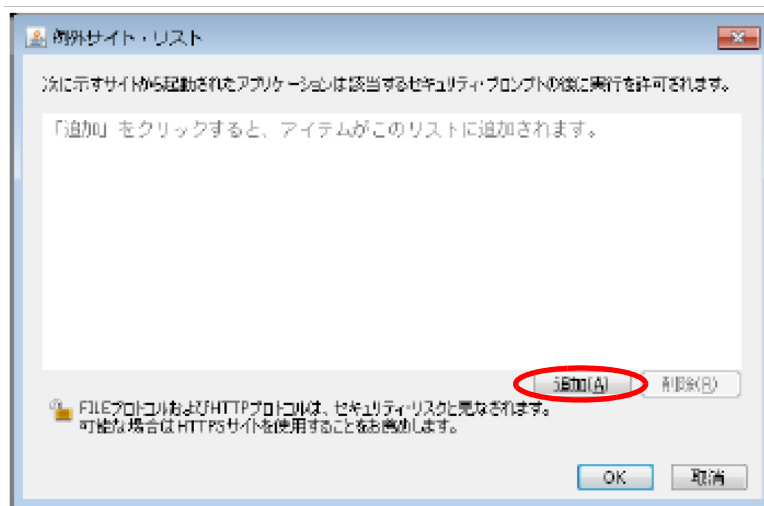 例外サイト・リスト
次に示すサイトから起動されたアプリケーションは該当するセキュリティ・プロンプトの後に実行を許可されます。
「追加」をクリックすると、アイテムがこのリストに追加されます。
追加(A) 削除(R)
FILEプロトコルおよびHTTPプロトコルは、セキュリティ・リスクと見なされます。
可能な場合はHTTPSサイトを使用することをお薦めします。
OK 取消